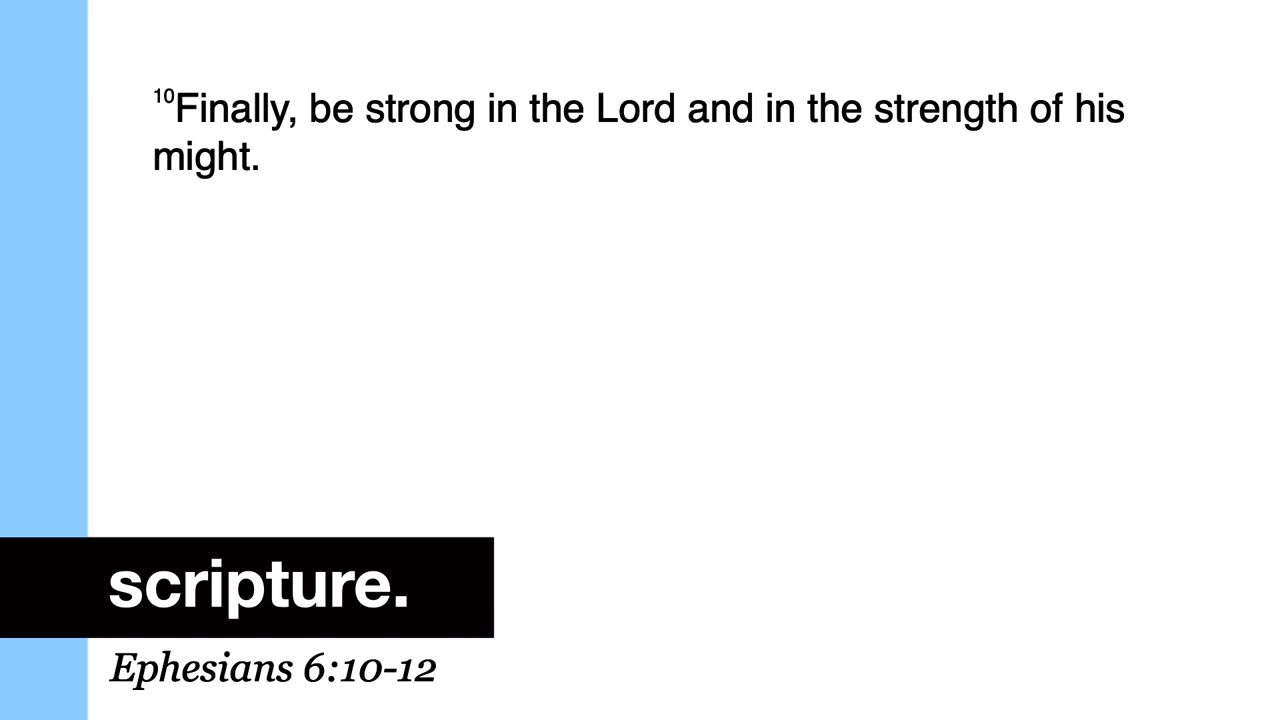 ¹⁰Finally, be strong in the Lord and in the strength of his
might.
scripture.
Ephesians 6:10-12